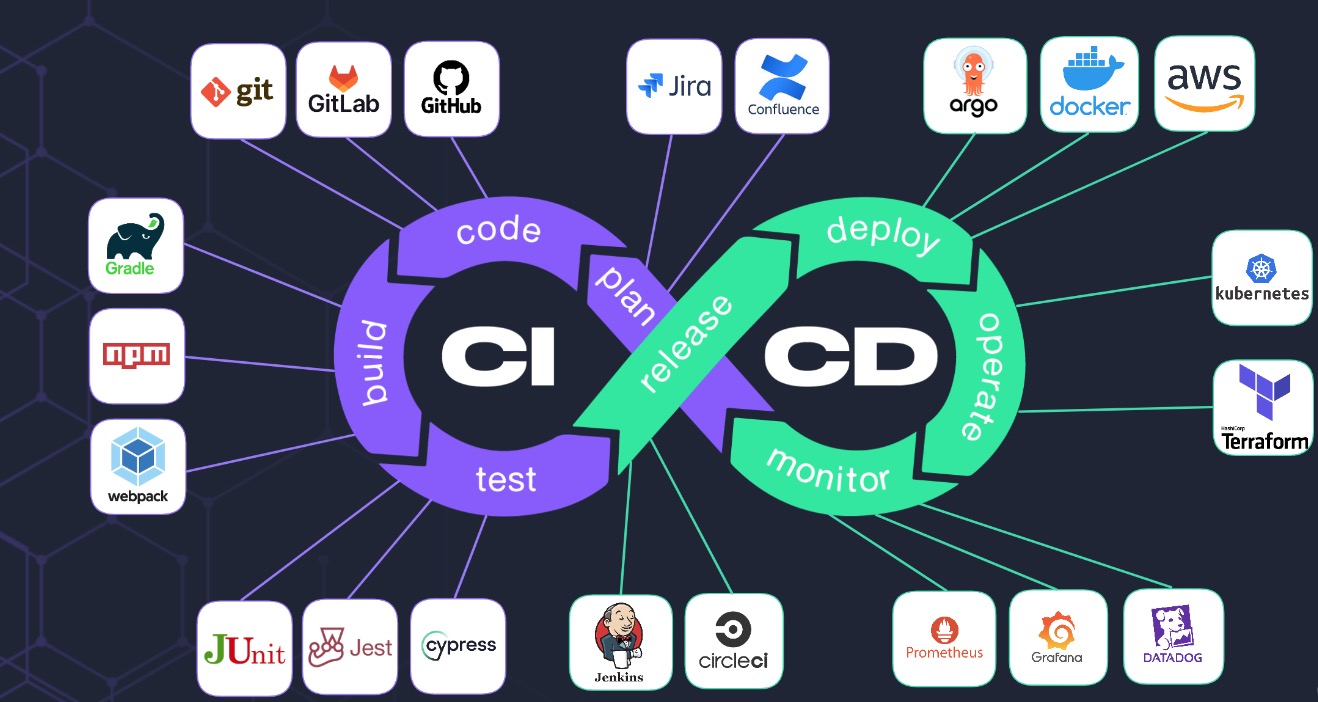 git
GitLab
GitHub
Jira
Confluence
argo
docker
aws
Gradle
npm
webpack
code
build
test
plan
release
deploy
operate
monitor
CI
CD
kubernetes
HashiCorp
Terraform
JUnit
Jest
cypress
Jenkins
circleci
Prometheus
Grafana
DATADOG